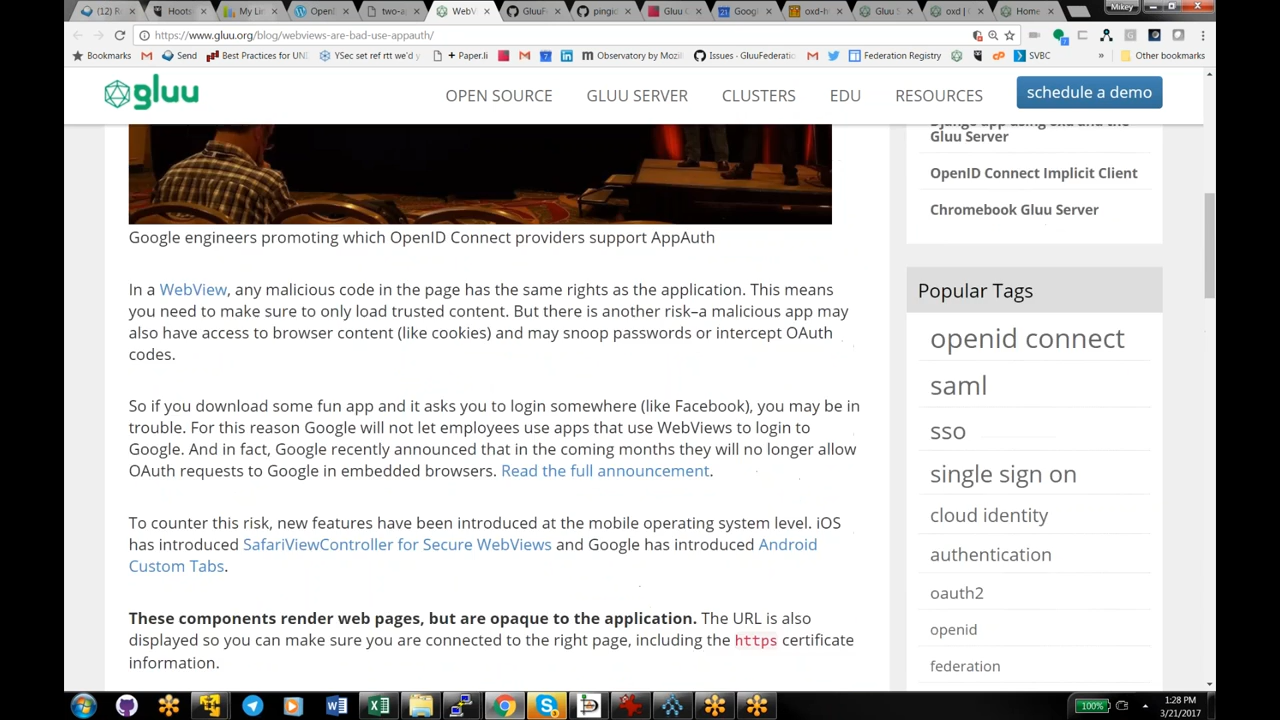 (12) R
Hoots
My Li
OpenI
two-a
WebV
GluuF
pingid
Gluu C
Googl
oxd-h
Gluu S
oxd | G
Home
Mikey
https://www.gluu.org/blog/webviews-are-bad-use-appauth/
Bookmarks
Send
Best Practices for UNI
YSec set ref rtt we'd y
+ Paper.li
Observatory by Mozil
Issues · GluuFederatio
Federation Registry
SVBC
»
Other bookmarks
gluu
OPEN SOURCE
GLUU SERVER
CLUSTERS
EDU
RESOURCES
schedule a demo
Google engineers promoting which OpenID Connect providers support AppAuth
In a WebView, any malicious code in the page has the same rights as the application. This means
you need to make sure to only load trusted content. But there is another risk–a malicious app may
also have access to browser content (like cookies) and may snoop passwords or intercept OAuth
codes.
So if you download some fun app and it asks you to login somewhere (like Facebook), you may be in
trouble. For this reason Google will not let employees use apps that use WebViews to login to
Google. And in fact, Google recently announced that in the coming months they will no longer allow
OAuth requests to Google in embedded browsers. Read the full announcement.
To counter this risk, new features have been introduced at the mobile operating system level. iOS
has introduced SafariViewController for Secure WebViews and Google has introduced Android
Custom Tabs.
These components render web pages, but are opaque to the application. The URL is also
displayed so you can make sure you are connected to the right page, including the https certificate
information.
Django app using oxd and the
Gluu Server
OpenID Connect Implicit Client
Chromebook Gluu Server
Popular Tags
openid connect
saml
sso
single sign on
cloud identity
authentication
oauth2
openid
federation
100%
1:28 PM
3/21/2017